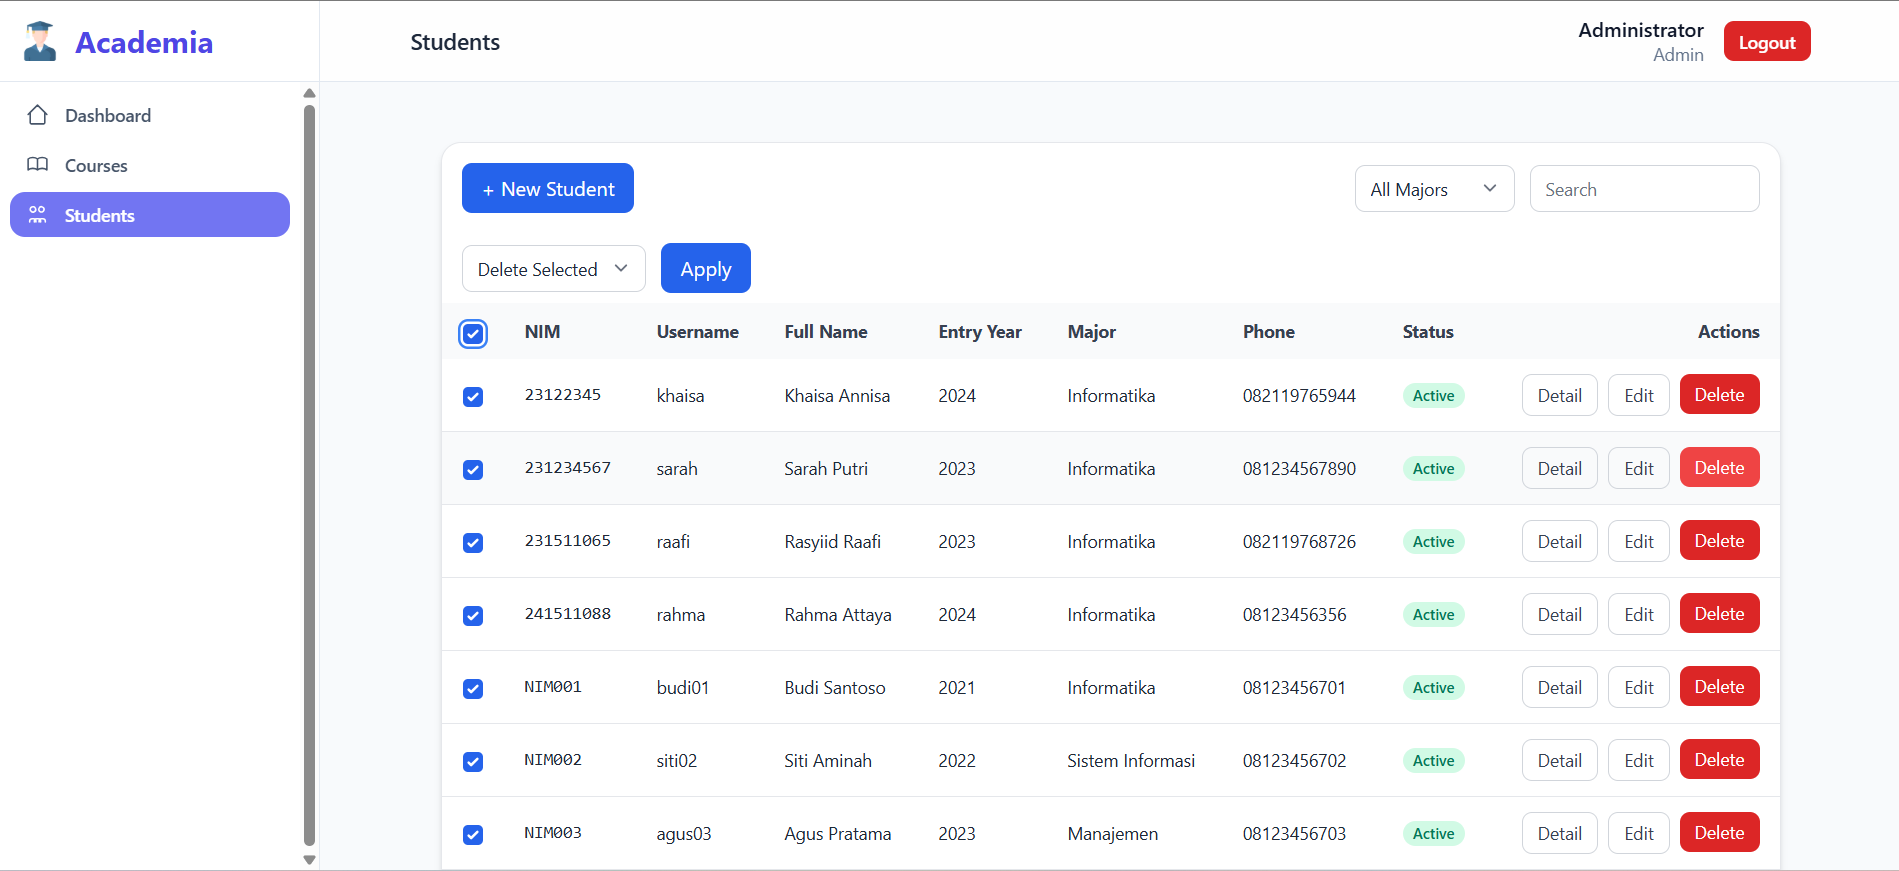 Academia
Students
Administrator
Admin
Logout
Dashboard
Courses
Students
+ New Student
All Majors
Search
Delete Selected
Apply
NIM Username Full Name Entry Year Major Phone Status Actions
23122345 khaisa Khaisa Annisa 2024 Informatika 082119765944 Active Detail Edit Delete
231234567 sarah Sarah Putri 2023 Informatika 081234567890 Active Detail Edit Delete
231511065 raafi Rasyiid Raafi 2023 Informatika 082119768726 Active Detail Edit Delete
241511088 rahma Rahma Attaya 2024 Informatika 08123456356 Active Detail Edit Delete
NIM001 budi01 Budi Santoso 2021 Informatika 08123456701 Active Detail Edit Delete
NIM002 siti02 Siti Aminah 2022 Sistem Informasi 08123456702 Active Detail Edit Delete
NIM003 agus03 Agus Pratama 2023 Manajemen 08123456703 Active Detail Edit Delete